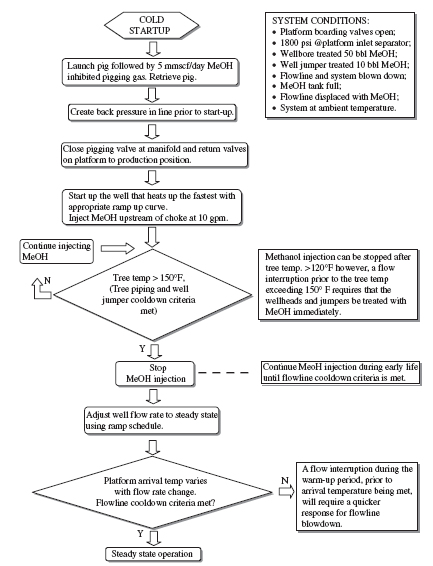 COLD
STARTUP
SYSTEM CONDITIONS:
• Platform boarding valves open;
• 1800 psi @platform inlet separator;
• Wellbore treated 50 bbl MeOH;
• Well jumper treated 10 bbl MeOH;
• Flowline and system blown down;
• MeOH tank full;
• Flowline displaced with MeOH;
• System at ambient temperature.
Launch pig followed by 5 mmscf/day MeOH
inhibited pigging gas. Retrieve pig.
Create back pressure in line prior to start-up.
Close pigging valve at manifold and return valves
on platform to production position.
Start up the well that heats up the fastest with
appropriate ramp up curve.
Inject MeOH upstream of choke at 10 gpm.
Continue injecting
MeOH
N
Tree temp > 150°F,
(Tree piping and well
jumper cooldown criteria
met)
Methanol injection can be stopped after
tree temp. >120°F however, a flow
interruption prior to the tree temp
exceeding 150° F requires that the
wellheads and jumpers be treated with
MeOH immediately.
Y
Stop
MeOH injection
Continue MeoH injection during early life
until flowline cooldown criteria is met.
Adjust well flow rate to steady state
using ramp schedule.
Platform arrival temp varies
with flow rate change.
Flowline cooldown criteria met?
N
A flow interruption during the
warm-up period, prior to
arrival temperature being met,
will require a quicker
response for flowline
blowdown.
Y
Steady state operation